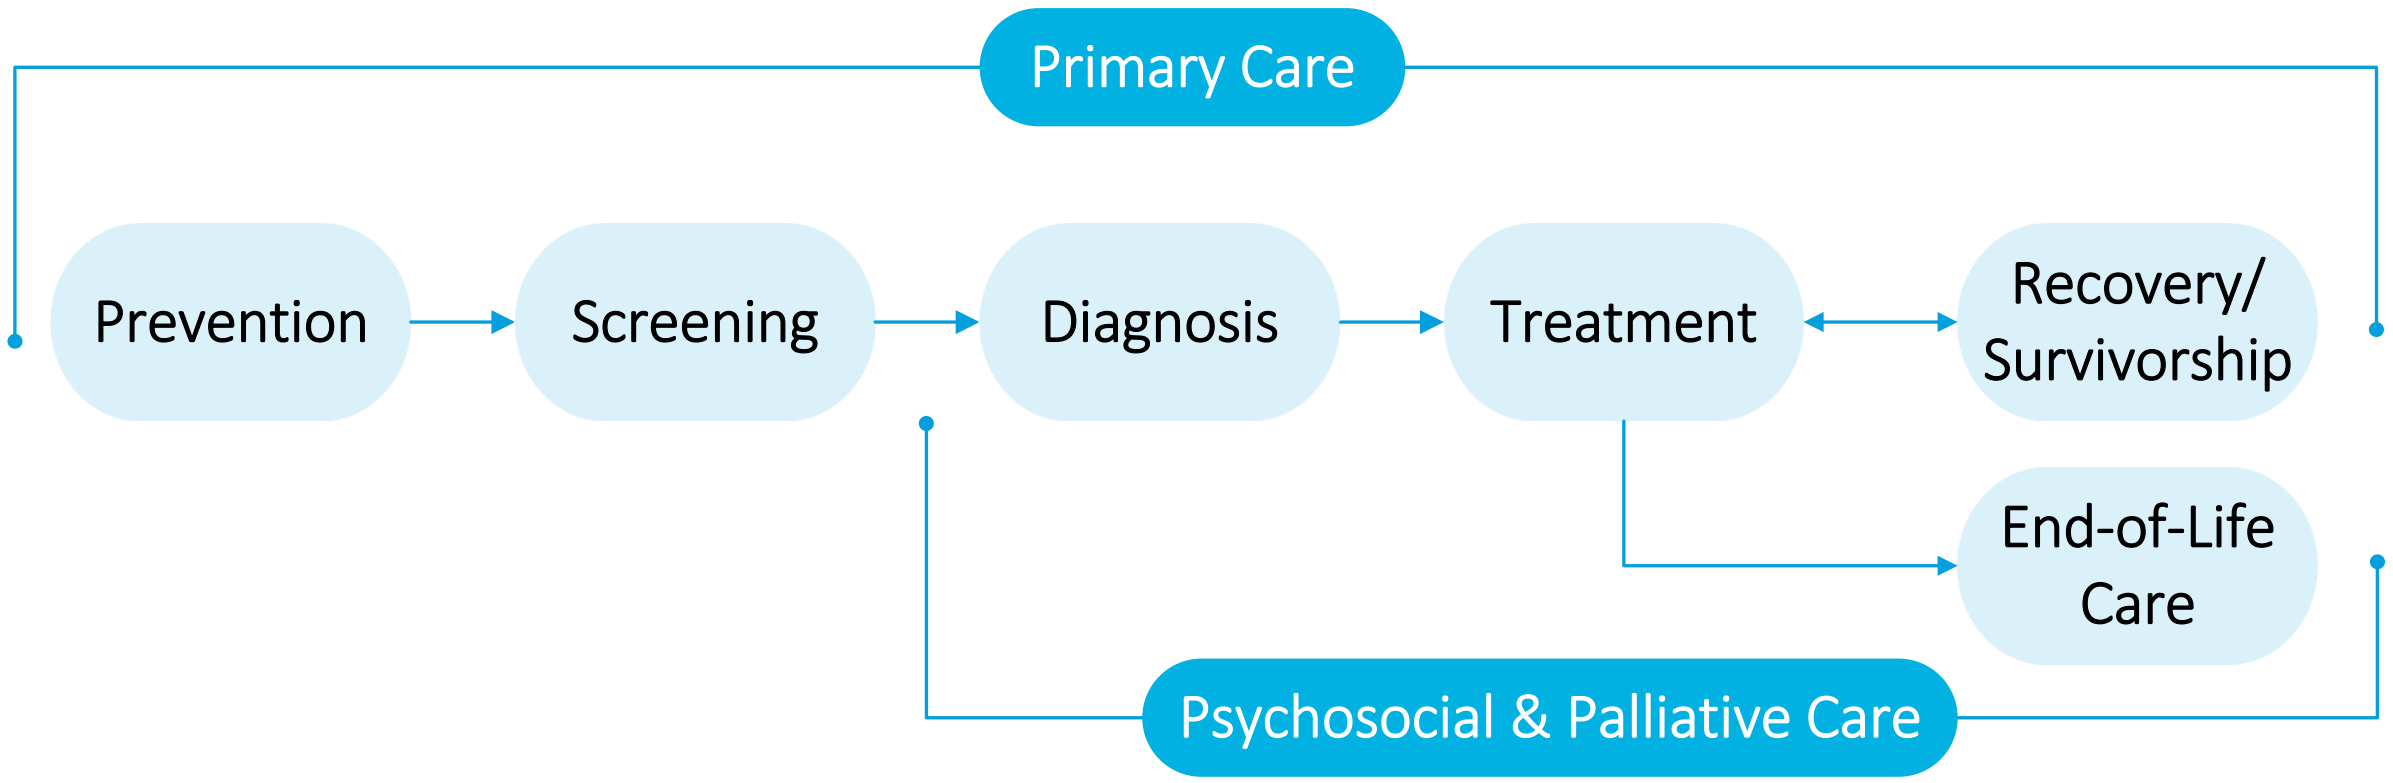 Primary Care
Prevention
Screening
Diagnosis
Treatment
Recovery/
Survivorship
End-of-Life
Care
Psychosocial & Palliative Care